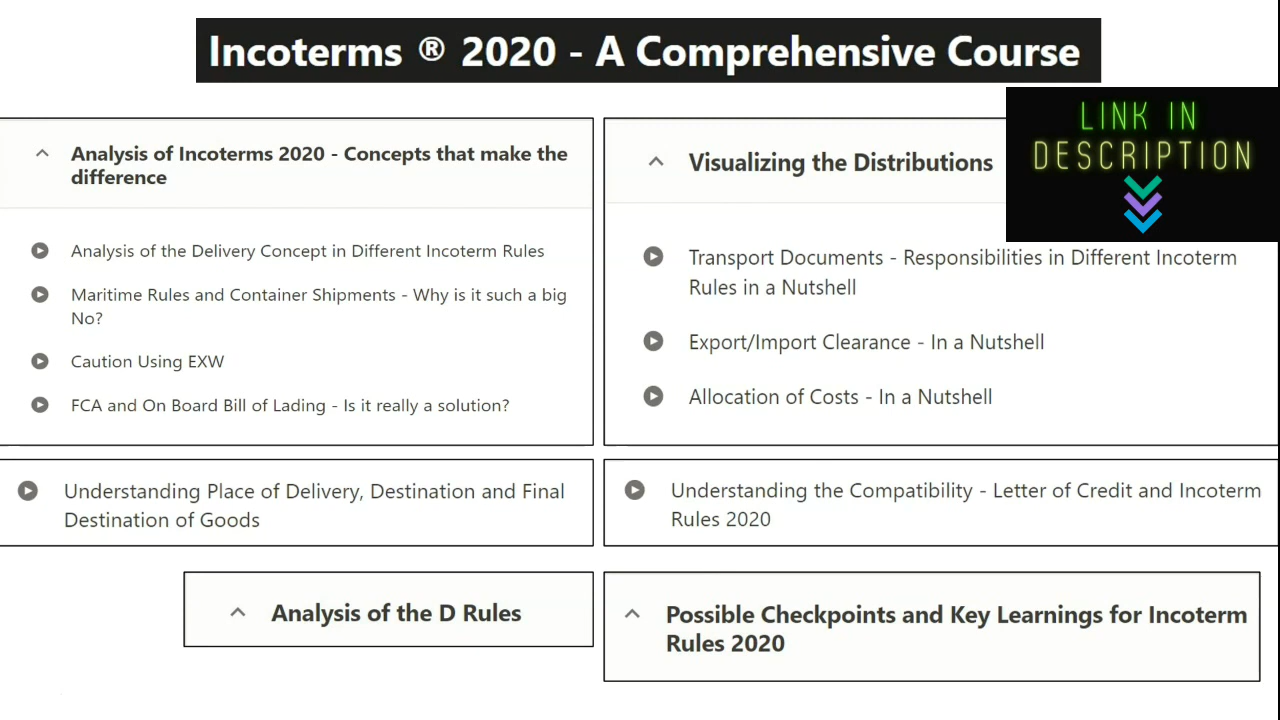 Incoterms ® 2020 - A Comprehensive Course
LINK IN
DESCRIPTION
Analysis of Incoterms 2020 - Concepts that make the
difference
Analysis of the Delivery Concept in Different Incoterm Rules
Maritime Rules and Container Shipments - Why is it such a big
No?
Caution Using EXW
FCA and On Board Bill of Lading - Is it really a solution?
Visualizing the Distributions
Transport Documents - Responsibilities in Different Incoterm
Rules in a Nutshell
Export/Import Clearance - In a Nutshell
Allocation of Costs - In a Nutshell
Understanding Place of Delivery, Destination and Final
Destination of Goods
Understanding the Compatibility - Letter of Credit and Incoterm
Rules 2020
Analysis of the D Rules
Possible Checkpoints and Key Learnings for Incoterm
Rules 2020